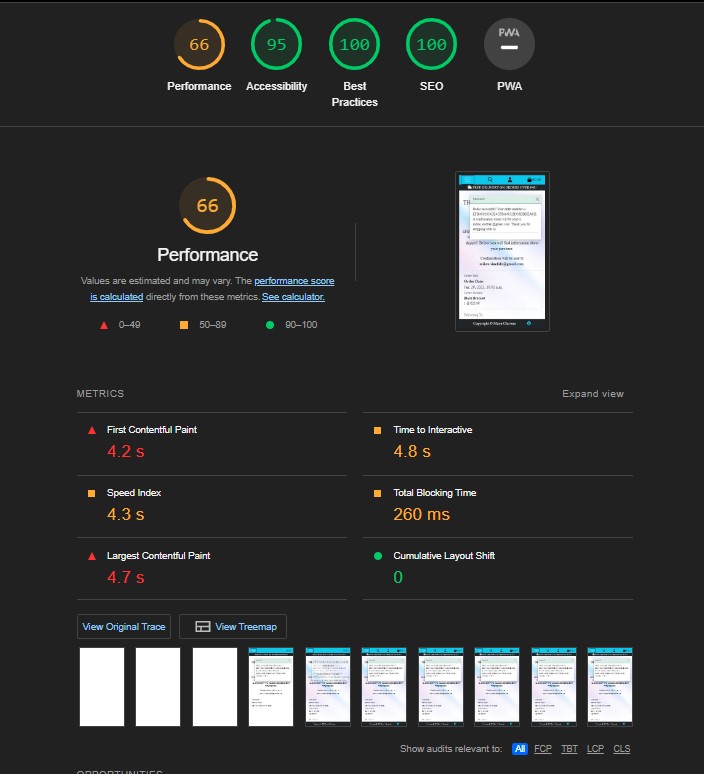 66
95
100
100
PWA
Performance
Accessibility
Best
Practices
SEO
PWA
66
Performance
Values are estimated and may vary. The performance score
is calculated directly from these metrics. See calculator.
0–49
50–89
90–100
METRICS
Expand view
First Contentful Paint
4.2 s
Time to Interactive
4.8 s
Speed Index
4.3 s
Total Blocking Time
260 ms
Largest Contentful Paint
4.7 s
Cumulative Layout Shift
0
View Original Trace
View Treemap
Show audits relevant to: All FCP TBT LCP CLS
OPPORTUNITIES